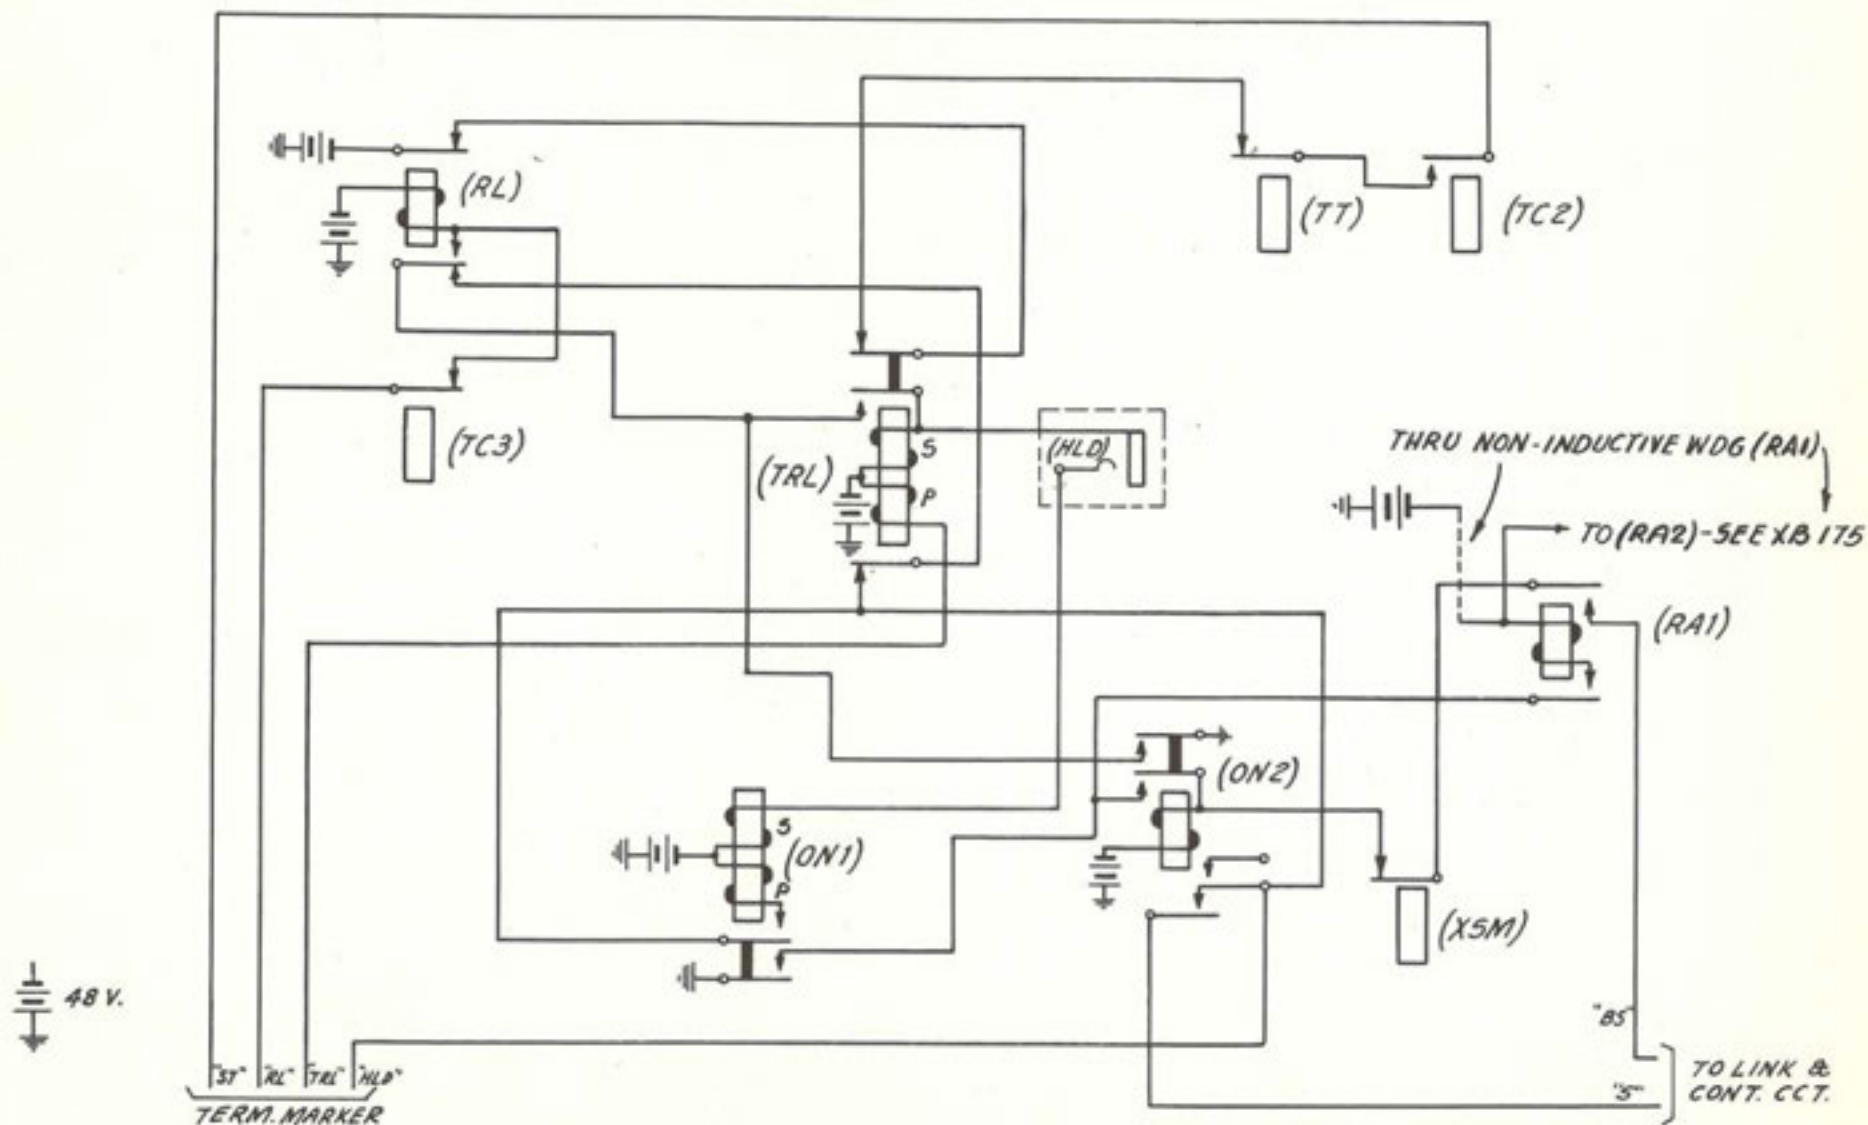 (RL)
(TT)
(TC2)
(TC3)
(TRL)
S
P
(HLD)
THRU NON-INDUCTIVE WDG (RA1)
TO (RA2)-SEE XB 175
(RA1)
(ON2)
S
(ON1)
P
(XSM)
48 V.
"BS"
"ST" "RL" "TRL" "HLD"
TERM. MARKER
"S"
TO LINK &
CONT. CCT.